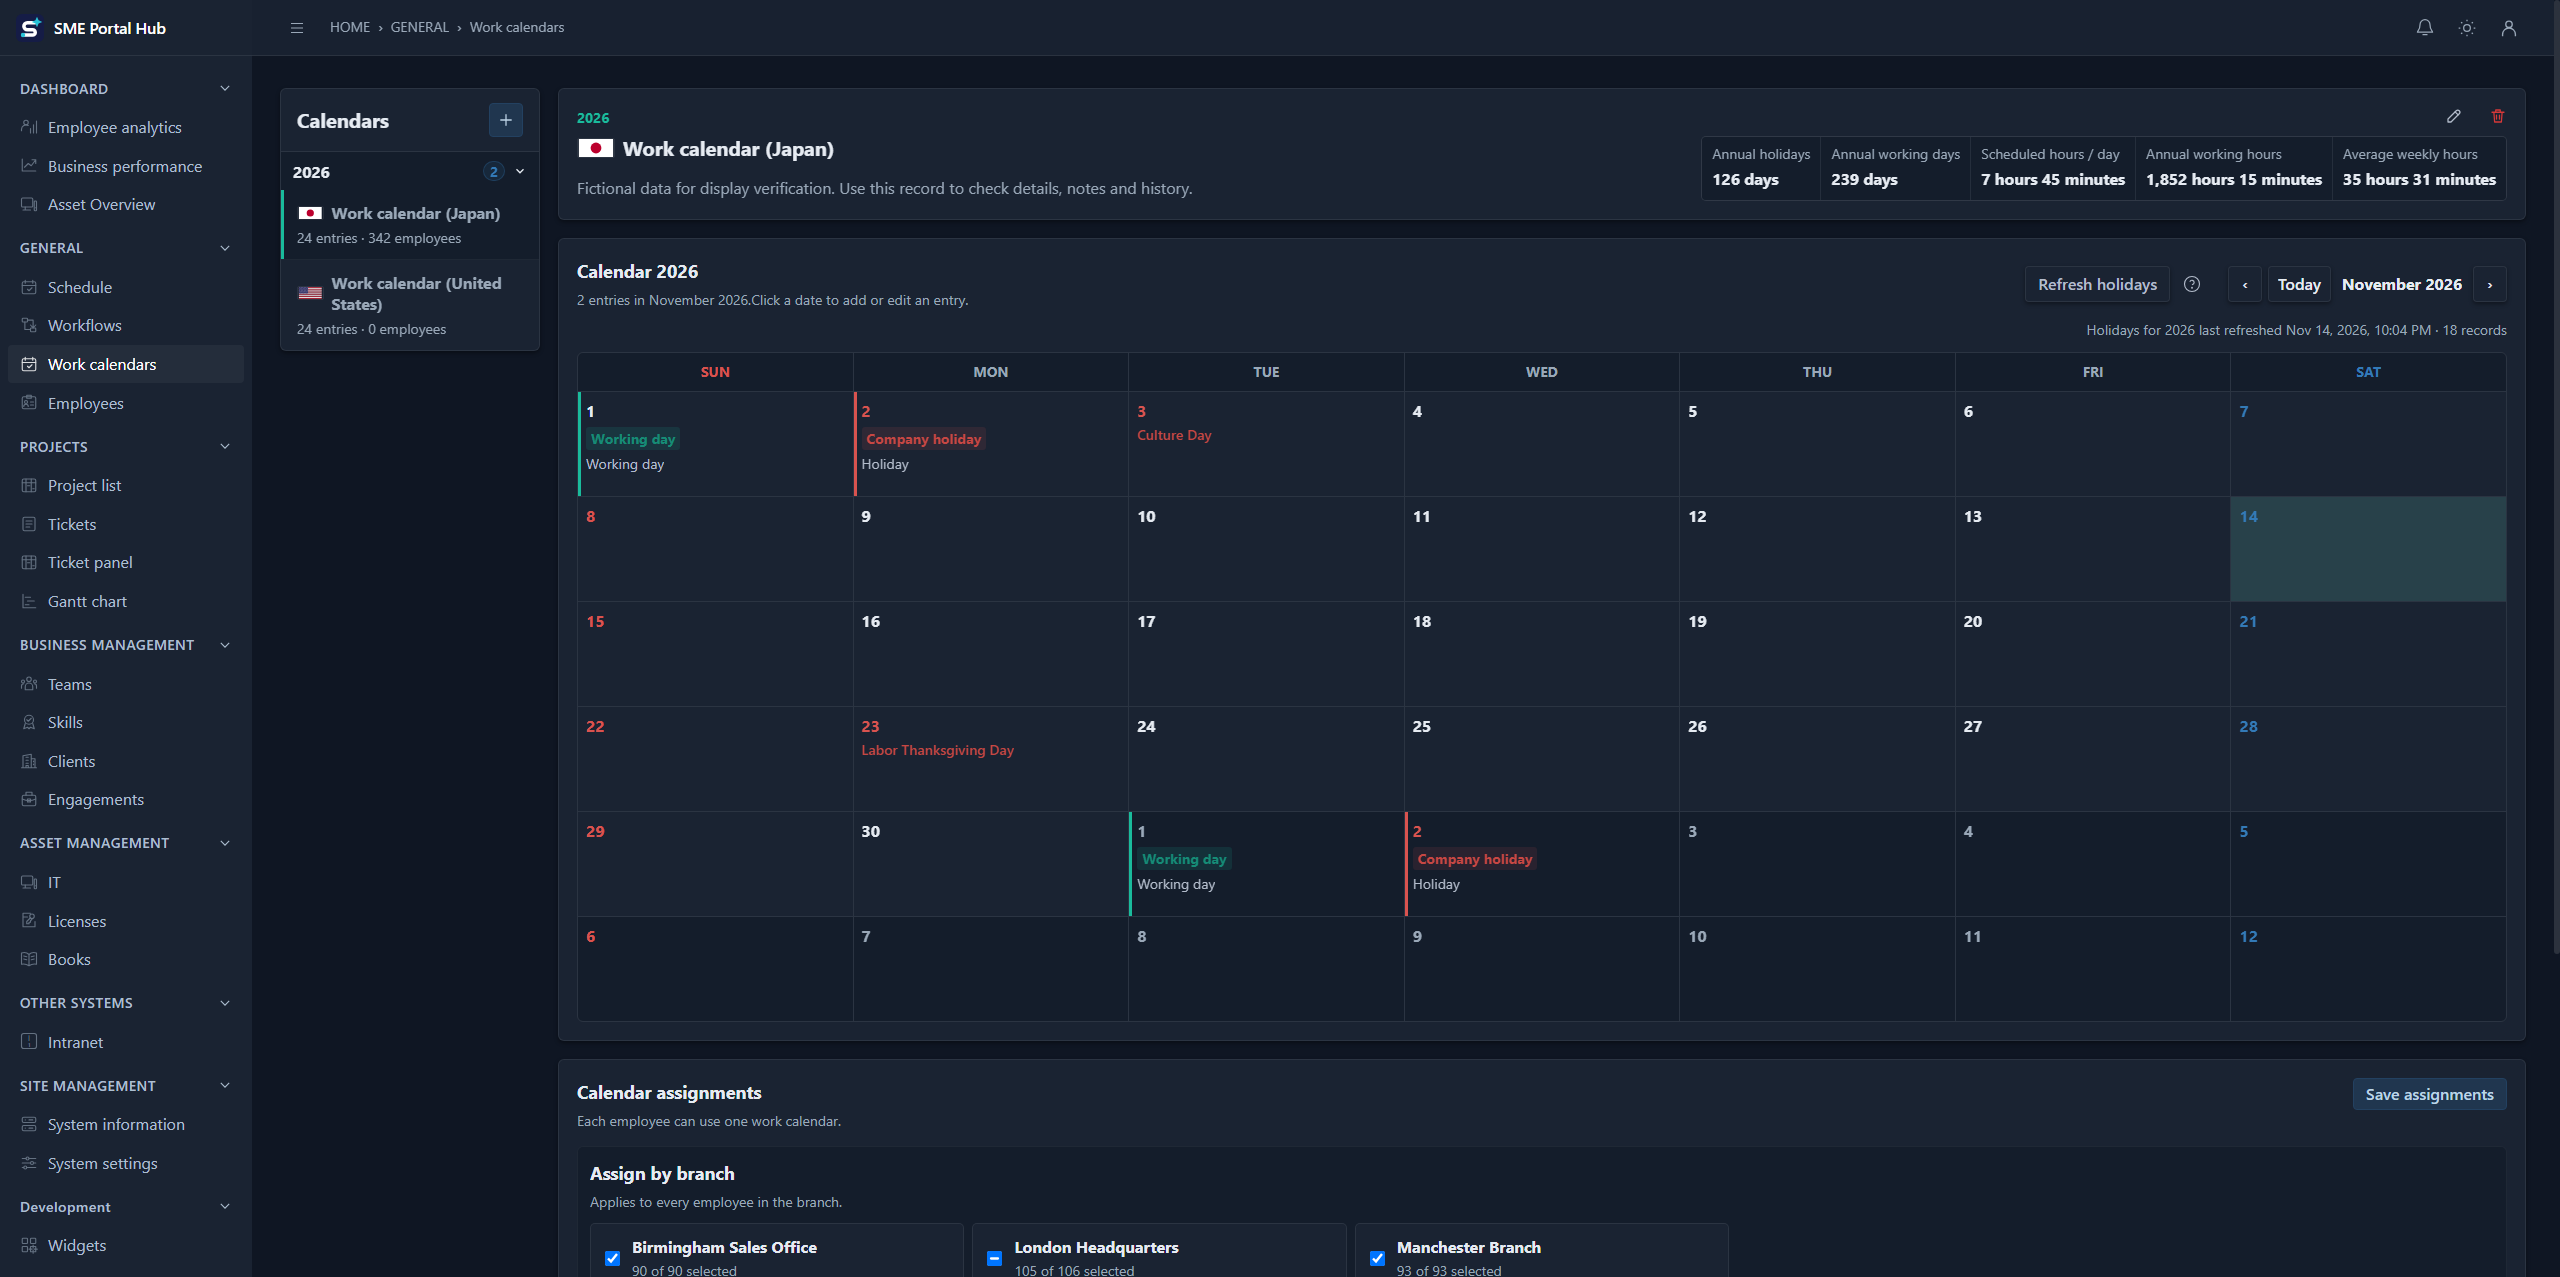 SME Portal Hub
HOME › GENERAL › Work calendars
DASHBOARD
Employee analytics
Business performance
Asset Overview
GENERAL
Schedule
Workflows
Work calendars
Employees
PROJECTS
Project list
Tickets
Ticket panel
Gantt chart
BUSINESS MANAGEMENT
Teams
Skills
Clients
Engagements
ASSET MANAGEMENT
IT
Licenses
Books
OTHER SYSTEMS
Intranet
SITE MANAGEMENT
System information
System settings
Development
Widgets
Calendars
+
2026 2
Work calendar (Japan)
24 entries · 342 employees
Work calendar (United
States)
24 entries · 0 employees
2026
Work calendar (Japan)
Fictional data for display verification. Use this record to check details, notes and history.
Annual holidays
126 days
Annual working days
239 days
Scheduled hours / day
7 hours 45 minutes
Annual working hours
1,852 hours 15 minutes
Average weekly hours
35 hours 31 minutes
Calendar 2026
2 entries in November 2026.Click a date to add or edit an entry.
Refresh holidays ? ‹ Today November 2026 ›
Holidays for 2026 last refreshed Nov 14, 2026, 10:04 PM · 18 records
SUN MON TUE WED THU FRI SAT
1 2 3 4 5 6 7
Working day Company holiday Culture Day
Working day Holiday
8 9 10 11 12 13 14
15 16 17 18 19 20 21
22 23 24 25 26 27 28
Labor Thanksgiving Day
29 30 1 2 3 4 5
Working day Company holiday
Working day Holiday
6 7 8 9 10 11 12
Calendar assignments
Each employee can use one work calendar.
Save assignments
Assign by branch
Applies to every employee in the branch.
Birmingham Sales Office
90 of 90 selected
London Headquarters
105 of 106 selected
Manchester Branch
93 of 93 selected